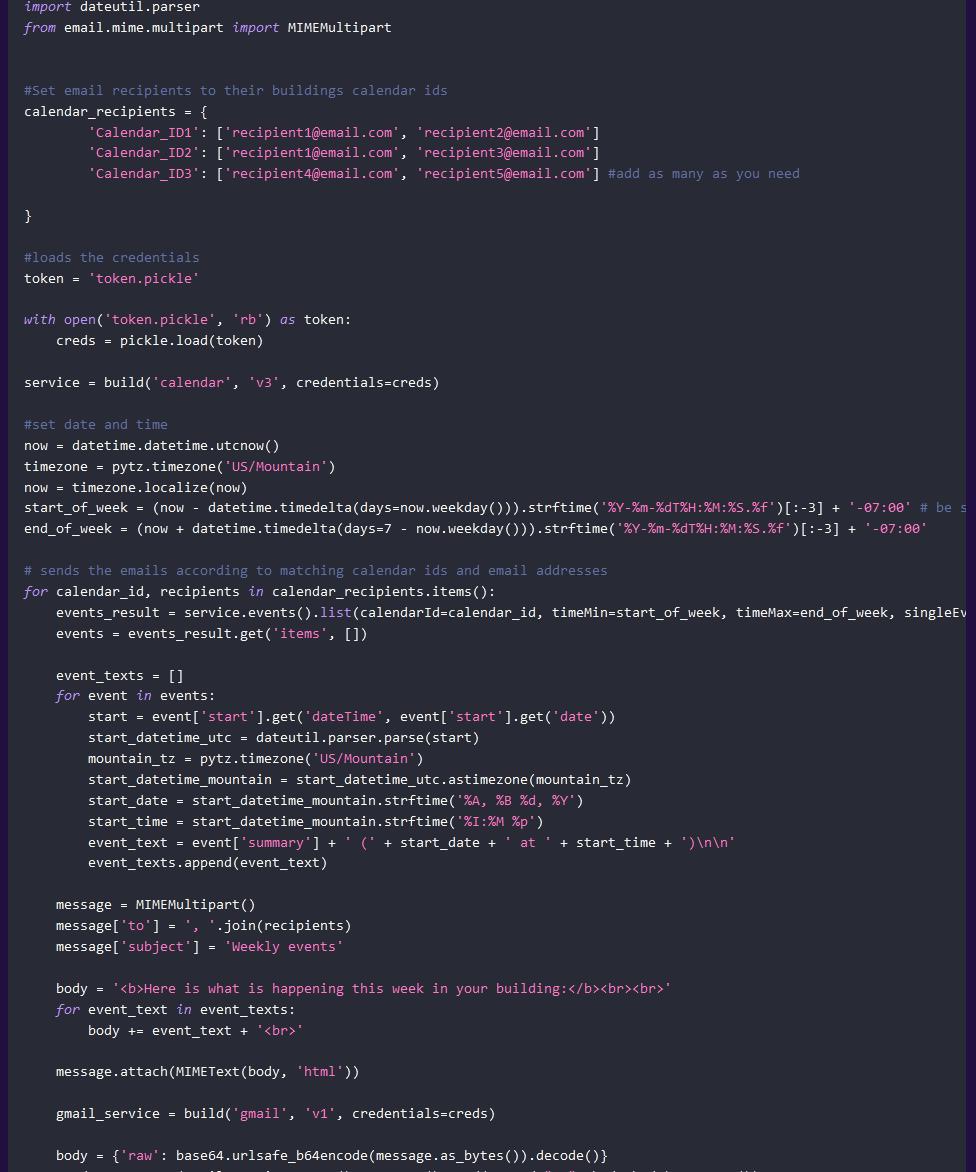 import dateutil.parser
from email.mime.multipart import MIMEMultipart
#Set email recipients to their buildings calendar ids
calendar_recipients = {
        'Calendar_ID1': ['recipient1@email.com', 'recipient2@email.com']
        'Calendar_ID2': ['recipient1@email.com', 'recipient3@email.com']
        'Calendar_ID3': ['recipient4@email.com', 'recipient5@email.com'] #add as many as you need
}
#loads the credentials
token = 'token.pickle'
with open('token.pickle', 'rb') as token:
    creds = pickle.load(token)
service = build('calendar', 'v3', credentials=creds)
#set date and time
now = datetime.datetime.utcnow()
timezone = pytz.timezone('US/Mountain')
now = timezone.localize(now)
start_of_week = (now - datetime.timedelta(days=now.weekday())).strftime('%Y-%m-%dT%H:%M:%S.%f')[:-3] + '-07:00' # be s
end_of_week = (now + datetime.timedelta(days=7 - now.weekday())).strftime('%Y-%m-%dT%H:%M:%S.%f')[:-3] + '-07:00'
# sends the emails according to matching calendar ids and email addresses
for calendar_id, recipients in calendar_recipients.items():
    events_result = service.events().list(calendarId=calendar_id, timeMin=start_of_week, timeMax=end_of_week, singleEv
    events = events_result.get('items', [])
    event_texts = []
    for event in events:
        start = event['start'].get('dateTime', event['start'].get('date'))
        start_datetime_utc = dateutil.parser.parse(start)
        mountain_tz = pytz.timezone('US/Mountain')
        start_datetime_mountain = start_datetime_utc.astimezone(mountain_tz)
        start_date = start_datetime_mountain.strftime('%A, %B %d, %Y')
        start_time = start_datetime_mountain.strftime('%I:%M %p')
        event_text = event['summary'] + ' (' + start_date + ' at ' + start_time + ')\n\n'
        event_texts.append(event_text)
    message = MIMEMultipart()
    message['to'] = ', '.join(recipients)
    message['subject'] = 'Weekly events'
    body = '<b>Here is what is happening this week in your building:</b><br><br>'
    for event_text in event_texts:
        body += event_text + '<br>'
    message.attach(MIMEText(body, 'html'))
    gmail_service = build('gmail', 'v1', credentials=creds)
    body = {'raw': base64.urlsafe_b64encode(message.as_bytes()).decode()}